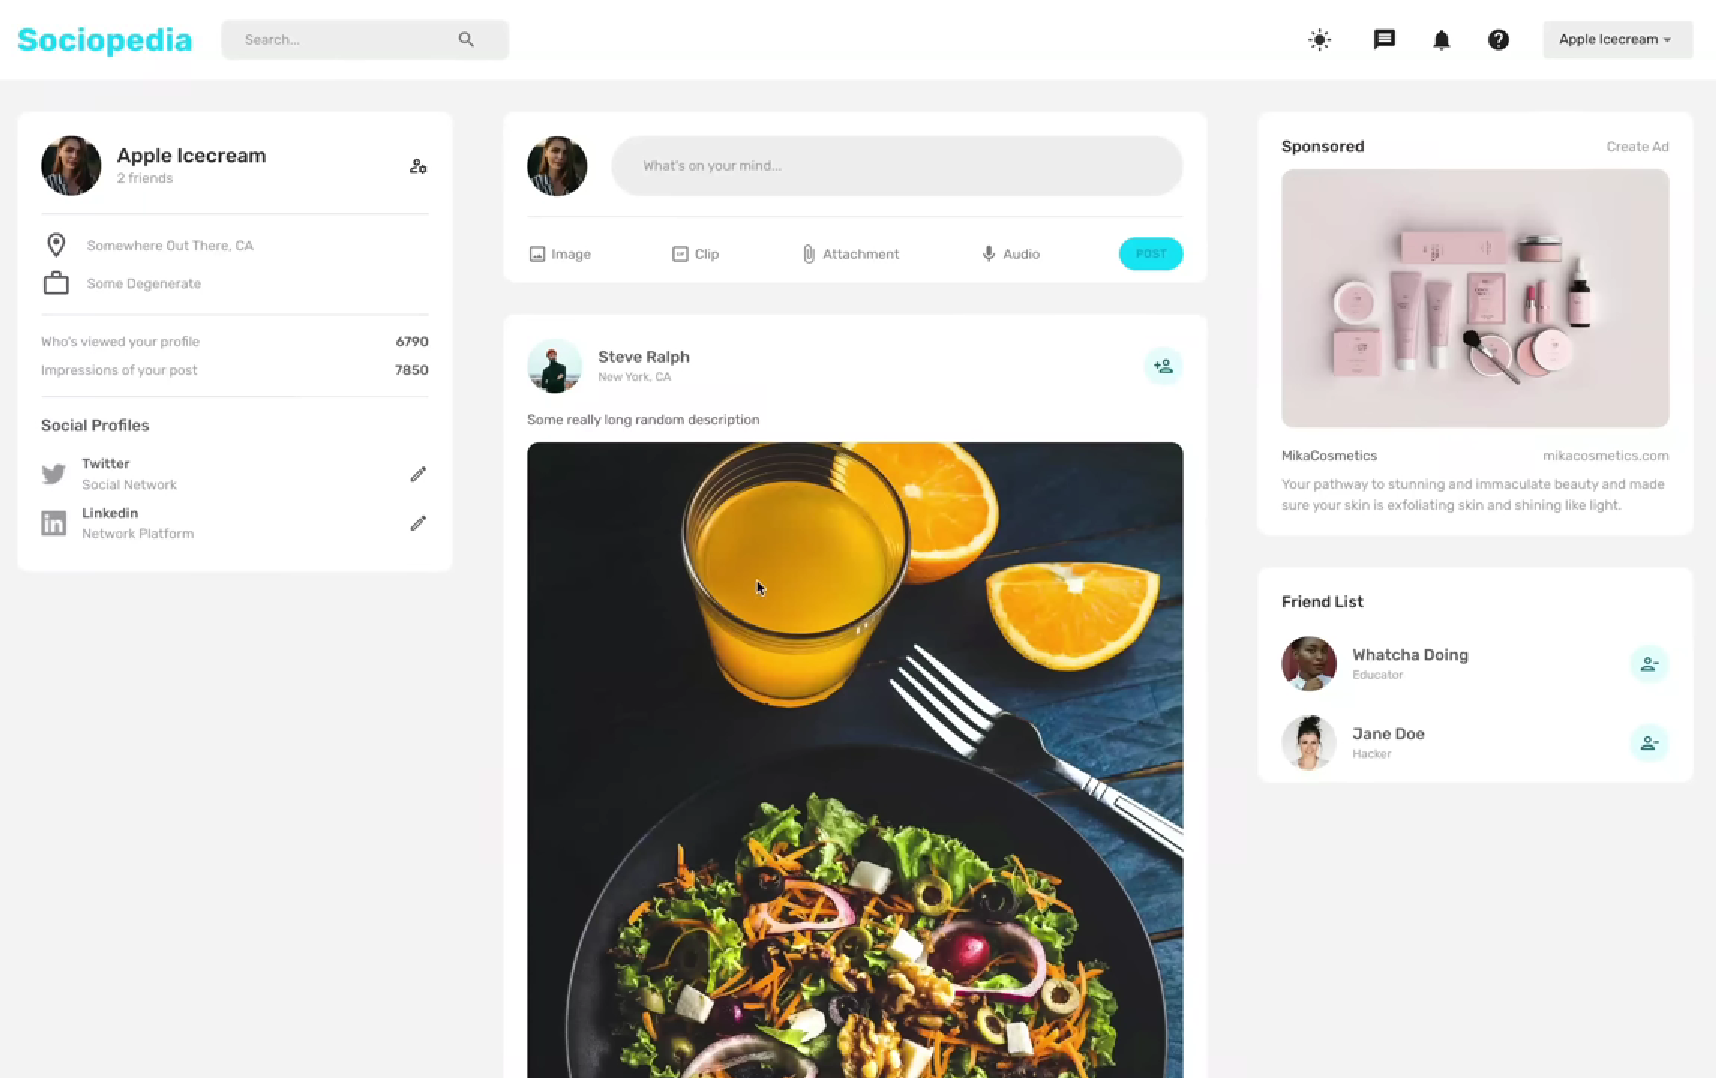 Sociopedia
Search...
Apple Icecream
Apple Icecream
2 friends
Somewhere Out There, CA
Some Degenerate
Who's viewed your profile 6790
Impressions of your post 7850
Social Profiles
Twitter
Social Network
Linkedin
Network Platform
What's on your mind...
Image Clip Attachment Audio POST
Steve Ralph
New York, CA
Some really long random description
Sponsored Create Ad
MikaCosmetics mikacosmetics.com
Your pathway to stunning and immaculate beauty and made
sure your skin is exfoliating skin and shining like light.
Friend List
Whatcha Doing
Educator
Jane Doe
Hacker